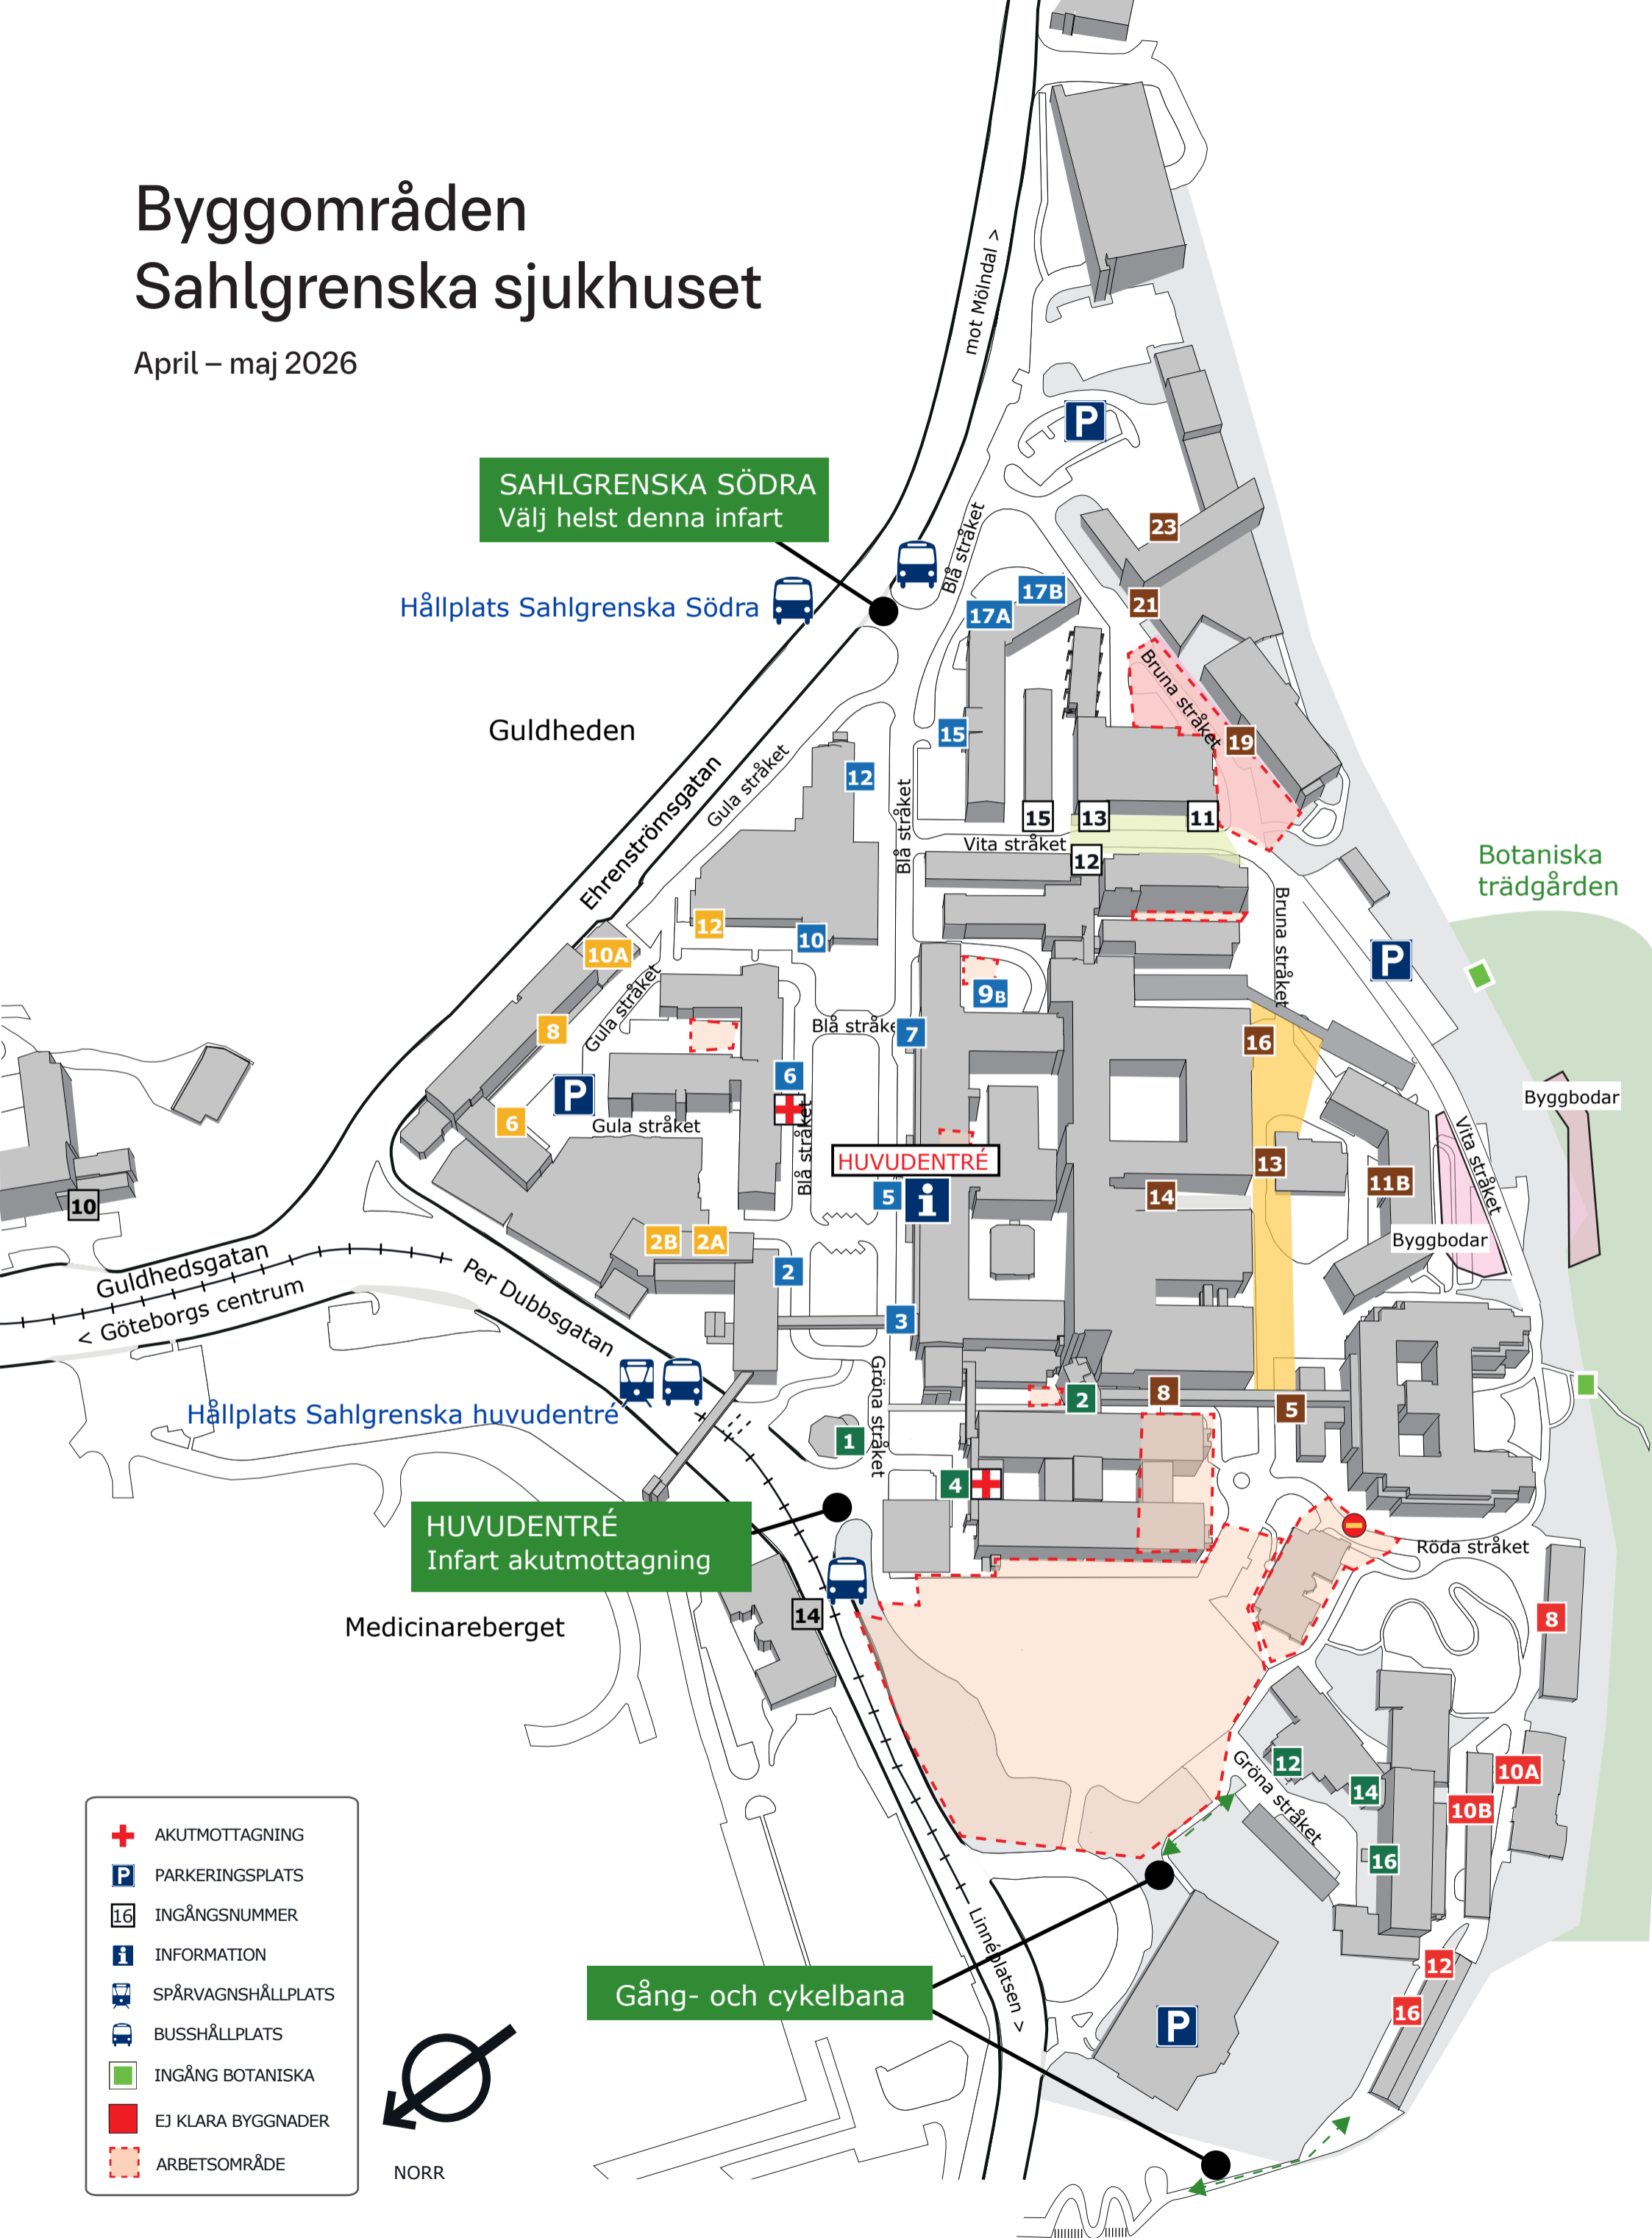 Byggområden
Sahlgrenska sjukhuset
April – maj 2026
mot Mölndal >
P
SAHLGRENSKA SÖDRA
Välj helst denna infart
Blå stråket
23
Hållplats Sahlgrenska Södra
17B
17A
21
Bruna stråket
Guldheden
15
19
12
Gula stråket
Ehrenströmsgatan
Blå stråket
15
13
11
Vita stråket
12
Botaniska
trädgården
12
10
10A
Bruna stråket
P
9B
Gula stråket
8
Blå stråke
7
16
6
P
Byggbodar
6
Gula stråket
Blå stråket
Vita stråket
HUVUDENTRÉ
13
11B
14
5
i
10
2B
2A
Byggbodar
Guldhedsgatan
< Göteborgs centrum
Per Dubbsgatan
2
3
Gröna stråket
2
8
5
Hållplats Sahlgrenska huvudentré
1
4
HUVUDENTRÉ
Infart akutmottagning
Röda stråket
14
Medicinareberget
8
12
Gröna stråket
14
10A
10B
16
Linnéplatsen >
12
16
Gång- och cykelbana
P
AKUTMOTTAGNING
P PARKERINGSPLATS
16 INGÅNGSNUMMER
i INFORMATION
SPÅRVAGNSHÅLLPLATS
BUSSHÅLLPLATS
INGÅNG BOTANISKA
EJ KLARA BYGGNADER
ARBETSOMRÅDE
NORR